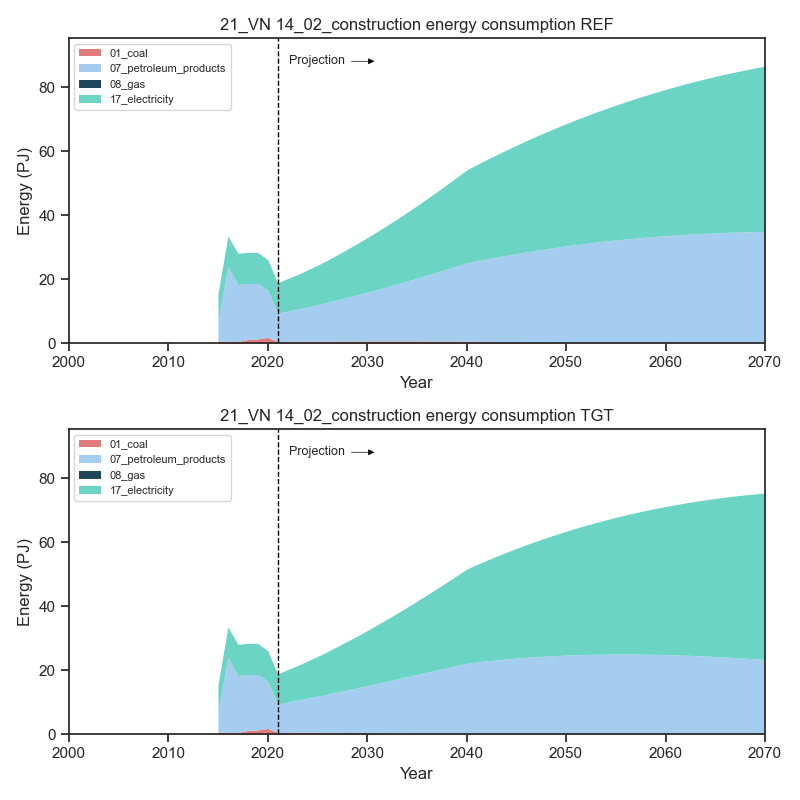 21_VN 14_02_construction energy consumption REF
01_coal
07_petroleum_products
08_gas
17_electricity
Projection
Energy (PJ)
80
60
40
20
0
2000 2010 2020 2030 2040 2050 2060 2070
Year
21_VN 14_02_construction energy consumption TGT
01_coal
07_petroleum_products
08_gas
17_electricity
Projection
Energy (PJ)
80
60
40
20
0
2000 2010 2020 2030 2040 2050 2060 2070
Year